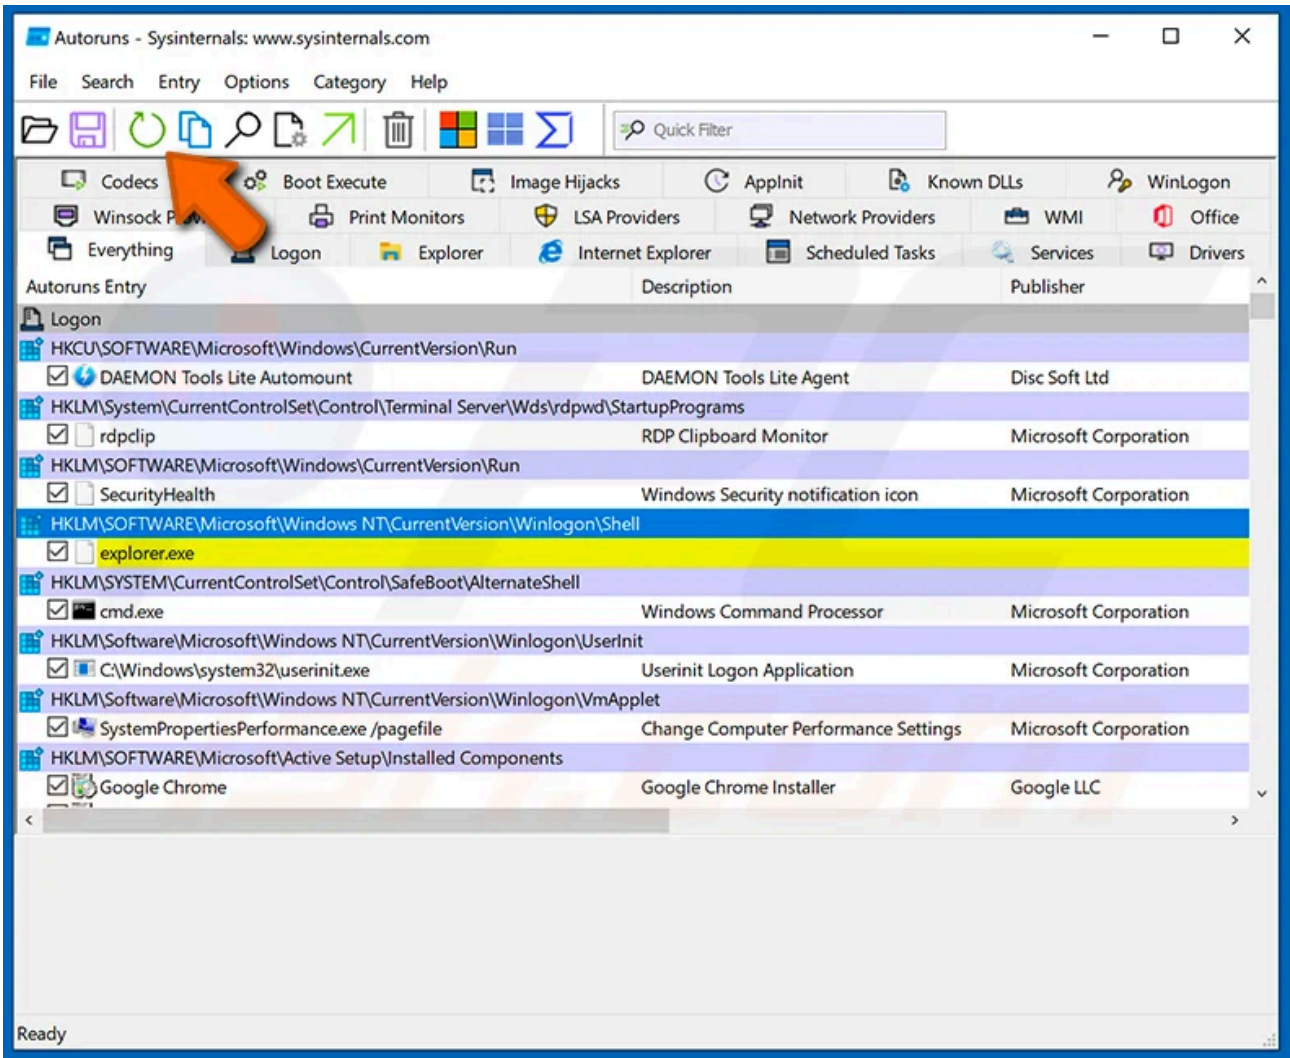 Autoruns - Sysinternals: www.sysinternals.com
File Search Entry Options Category Help
Quick Filter
Codecs Boot Execute Image Hijacks AppInit Known DLLs WinLogon
Winsock Print Monitors LSA Providers Network Providers WMI Office
Everything Logon Explorer Internet Explorer Scheduled Tasks Services Drivers
Autoruns Entry Description Publisher
Logon
HKCU\SOFTWARE\Microsoft\Windows\CurrentVersion\Run
DAEMON Tools Lite Automount DAEMON Tools Lite Agent Disc Soft Ltd
HKLM\System\CurrentControlSet\Control\Terminal Server\Wds\rdpwd\StartupPrograms
rdpclip RDP Clipboard Monitor Microsoft Corporation
HKLM\SOFTWARE\Microsoft\Windows\CurrentVersion\Run
SecurityHealth Windows Security notification icon Microsoft Corporation
HKLM\SOFTWARE\Microsoft\Windows NT\CurrentVersion\Winlogon\Shell
explorer.exe
HKLM\SYSTEM\CurrentControlSet\Control\SafeBoot\AlternateShell
cmd.exe Windows Command Processor Microsoft Corporation
HKLM\Software\Microsoft\Windows NT\CurrentVersion\Winlogon\UserInit
C:\Windows\system32\userinit.exe Userinit Logon Application Microsoft Corporation
HKLM\Software\Microsoft\Windows NT\CurrentVersion\Winlogon\VmApplet
SystemPropertiesPerformance.exe /pagefile Change Computer Performance Settings Microsoft Corporation
HKLM\SOFTWARE\Microsoft\Active Setup\Installed Components
Google Chrome Google Chrome Installer Google LLC
Ready